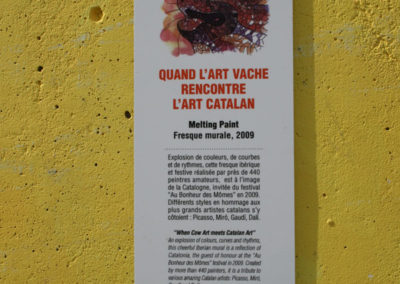 QUAND L'ART VACHE
RENCONTRE
L'ART CATALAN
Melting Paint
Fresque murale, 2009
Explosion de couleurs, de courbes
et de rythmes, cette fresque ibérique
et festive réalisée par près de 440
peintres amateurs, est à l'image
de la Catalogne, invitée du festival
"Au Bonheur des Mômes" en 2009.
Différents styles en hommage aux
plus grands artistes catalans s'y
côtoient : Picasso, Miró, Gaudí, Dalí.
"When Cow Art meets Catalan Art"
An explosion of colours, curves and rhythms,
this cheerful Iberian mural is a reflection of
Catalonia, the guest of honour at the "Au
Bonheur des Mômes" festival in 2009. Created
by more than 440 painters, it is a tribute to
various amazing Catalan artists: Picasso, Miró,